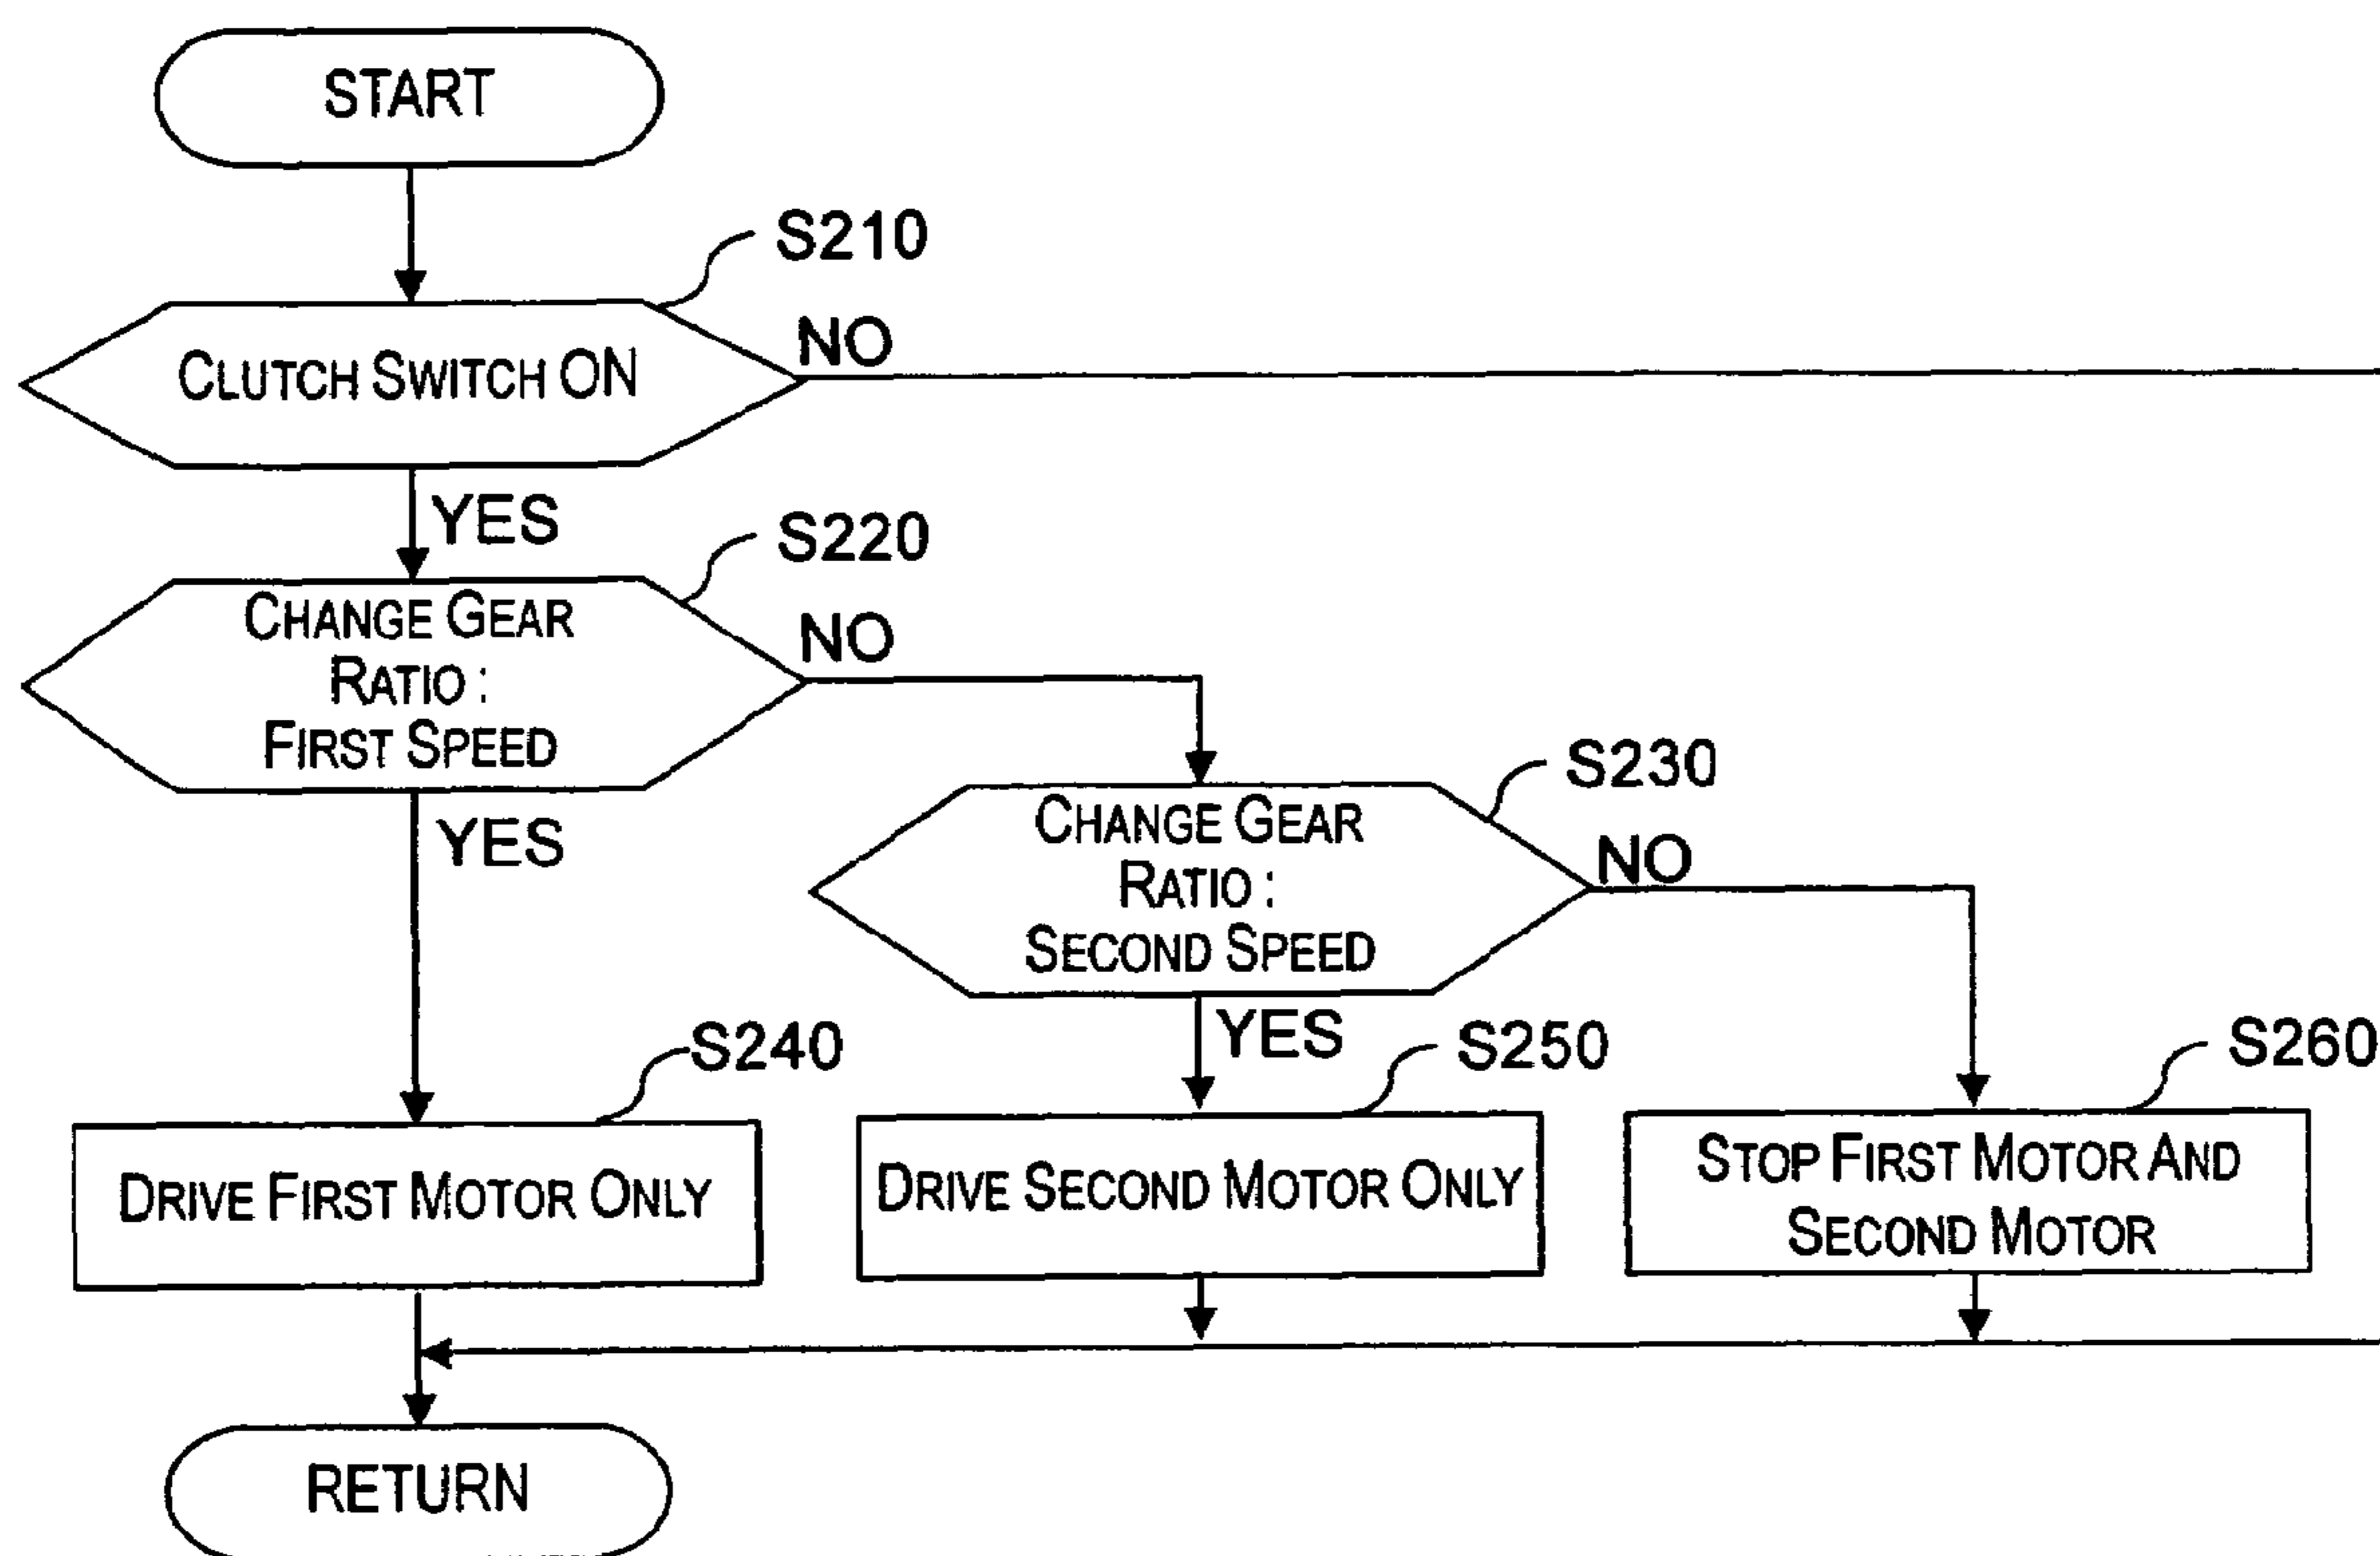 START
S210
CLUTCH SWITCH ON
NO
YES
S220
CHANGE GEAR
RATIO :
FIRST SPEED
NO
YES
S230
CHANGE GEAR
RATIO :
SECOND SPEED
NO
YES
S240
DRIVE FIRST MOTOR ONLY
S250
DRIVE SECOND MOTOR ONLY
S260
STOP FIRST MOTOR AND
SECOND MOTOR
RETURN